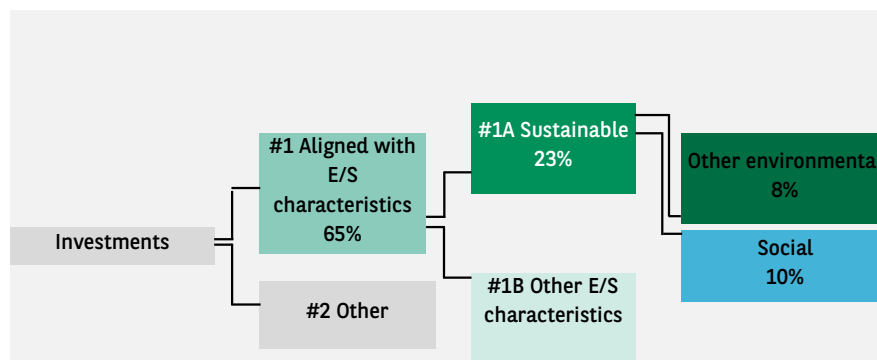 Investments
#1 Aligned with
E/S
characteristics
65%
#2 Other
#1A Sustainable
23%
#1B Other E/S
characteristics
Other environmenta
8%
Social
10%